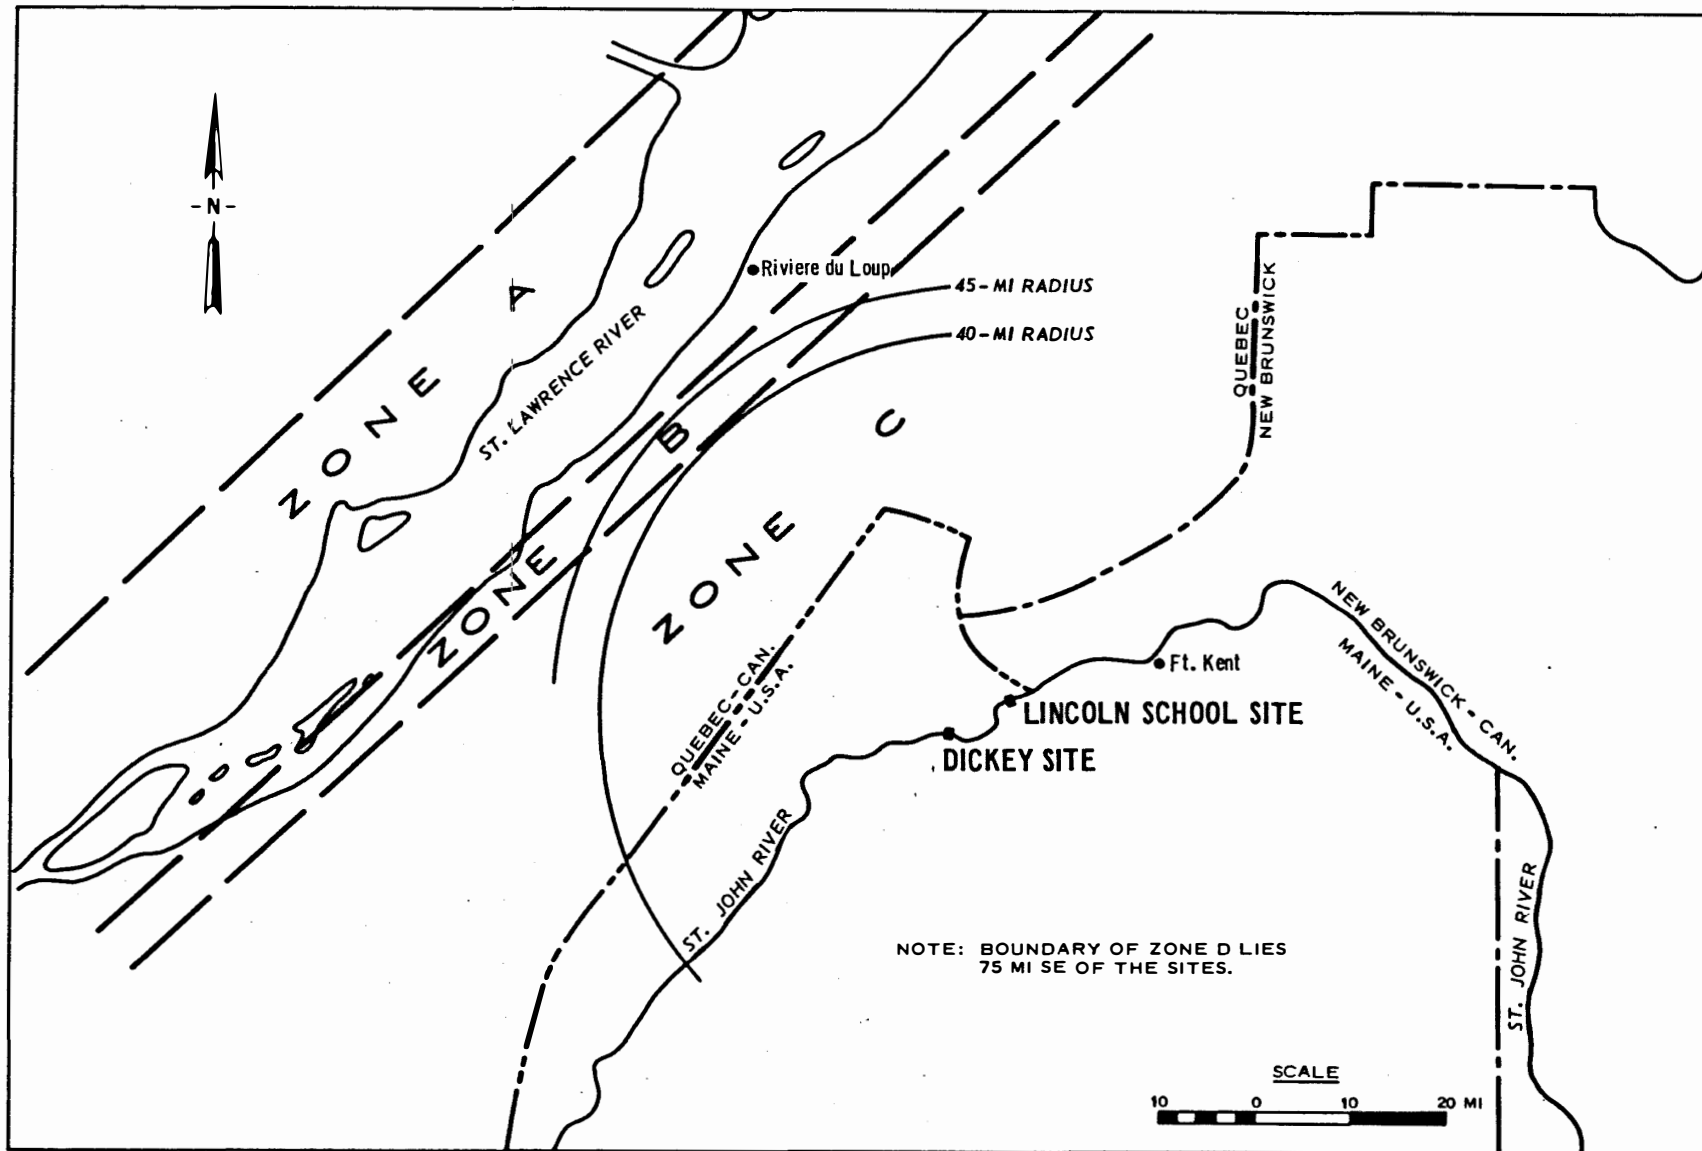 - N -
Riviere du Loup
45-MI RADIUS
40-MI RADIUS
ZONE A
ST. LAWRENCE RIVER
ZONE B
ZONE C
QUEBEC
NEW BRUNSWICK
QUEBEC-CAN.
MAINE - U.S.A.
NEW BRUNSWICK - CAN.
MAINE - U.S.A.
Ft. Kent
LINCOLN SCHOOL SITE
DICKEY SITE
ST. JOHN RIVER
ST. JOHN RIVER
NOTE: BOUNDARY OF ZONE D LIES
75 MI SE OF THE SITES.
SCALE
10 0 10 20 MI